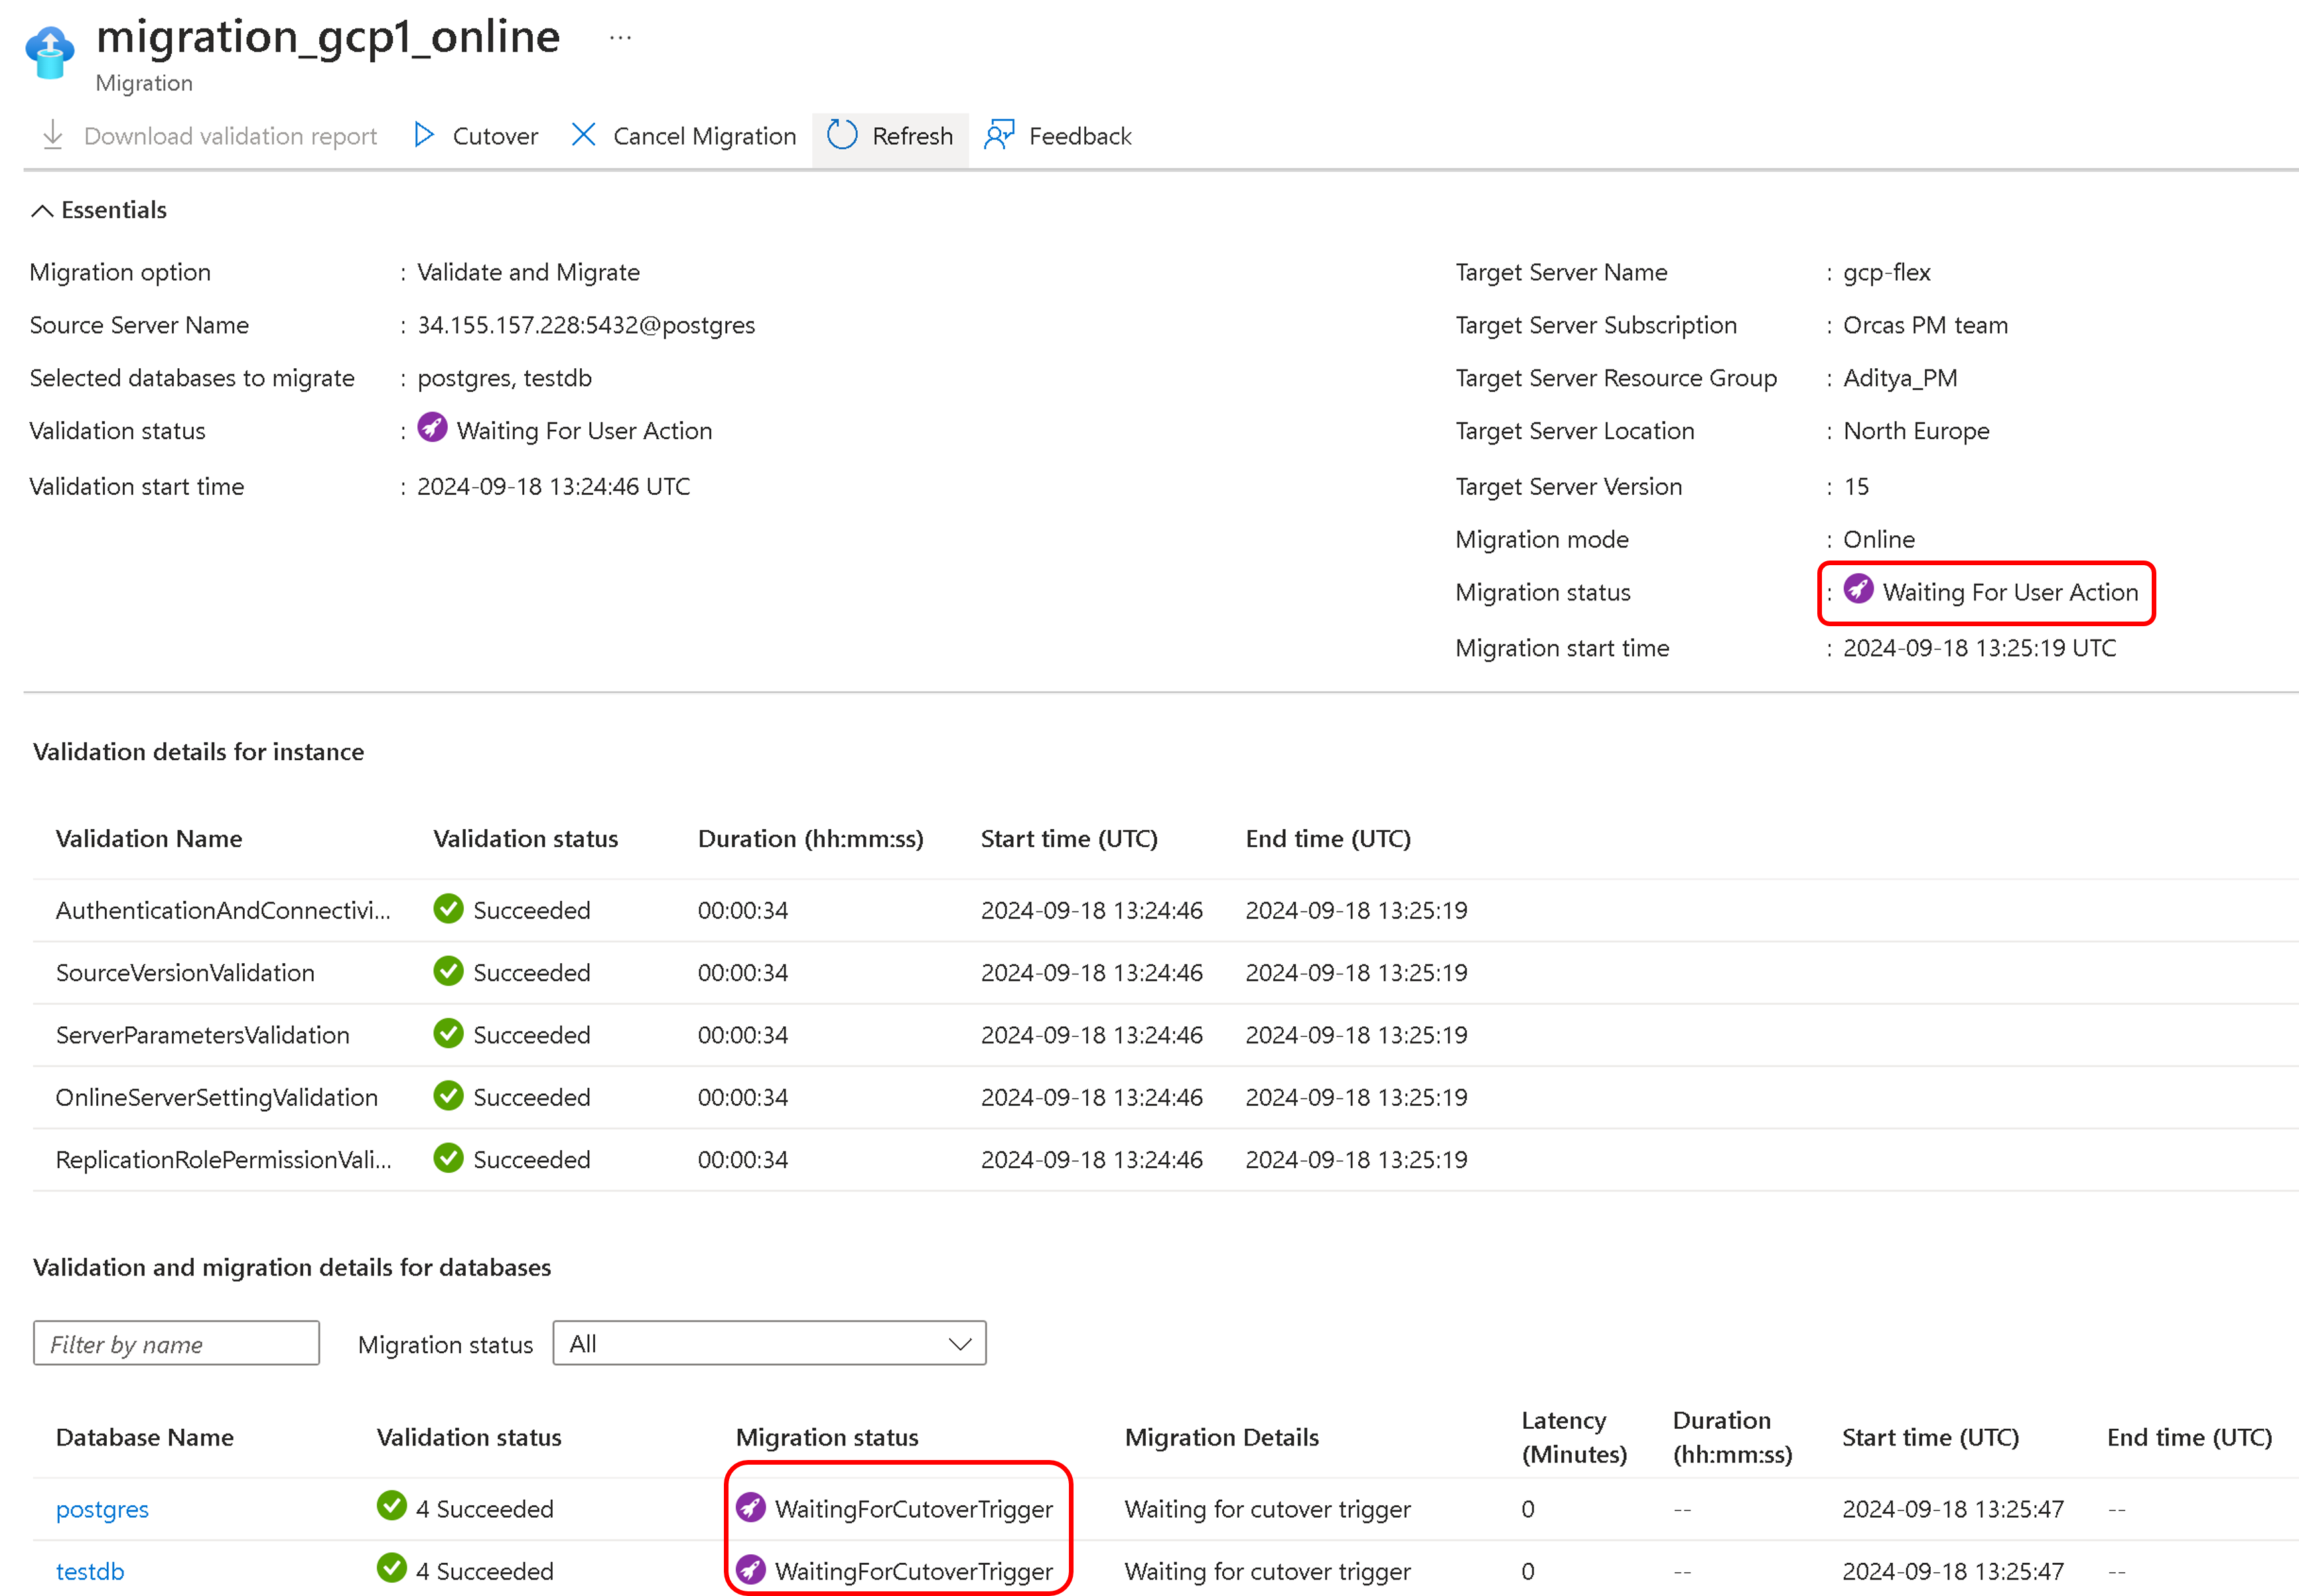 migration_gcp1_online ...
Migration
Download validation report Cutover Cancel Migration Refresh Feedback
Essentials
Migration option : Validate and Migrate
Source Server Name : 34.155.157.228:5432@postgres
Selected databases to migrate : postgres, testdb
Validation status : Waiting For User Action
Validation start time : 2024-09-18 13:24:46 UTC
Target Server Name : gcp-flex
Target Server Subscription : Orcas PM team
Target Server Resource Group : Aditya_PM
Target Server Location : North Europe
Target Server Version : 15
Migration mode : Online
Migration status : Waiting For User Action
Migration start time : 2024-09-18 13:25:19 UTC
Validation details for instance
Validation Name Validation status Duration (hh:mm:ss) Start time (UTC) End time (UTC)
AuthenticationAndConnectivi... Succeeded 00:00:34 2024-09-18 13:24:46 2024-09-18 13:25:19
SourceVersionValidation Succeeded 00:00:34 2024-09-18 13:24:46 2024-09-18 13:25:19
ServerParametersValidation Succeeded 00:00:34 2024-09-18 13:24:46 2024-09-18 13:25:19
OnlineServerSettingValidation Succeeded 00:00:34 2024-09-18 13:24:46 2024-09-18 13:25:19
ReplicationRolePermissionVali... Succeeded 00:00:34 2024-09-18 13:24:46 2024-09-18 13:25:19
Validation and migration details for databases
Filter by name Migration status All
Database Name Validation status Migration status Migration Details Latency (Minutes) Duration (hh:mm:ss) Start time (UTC) End time (UTC)
postgres 4 Succeeded WaitingForCutoverTrigger Waiting for cutover trigger 0 -- 2024-09-18 13:25:47 --
testdb 4 Succeeded WaitingForCutoverTrigger Waiting for cutover trigger 0 -- 2024-09-18 13:25:47 --